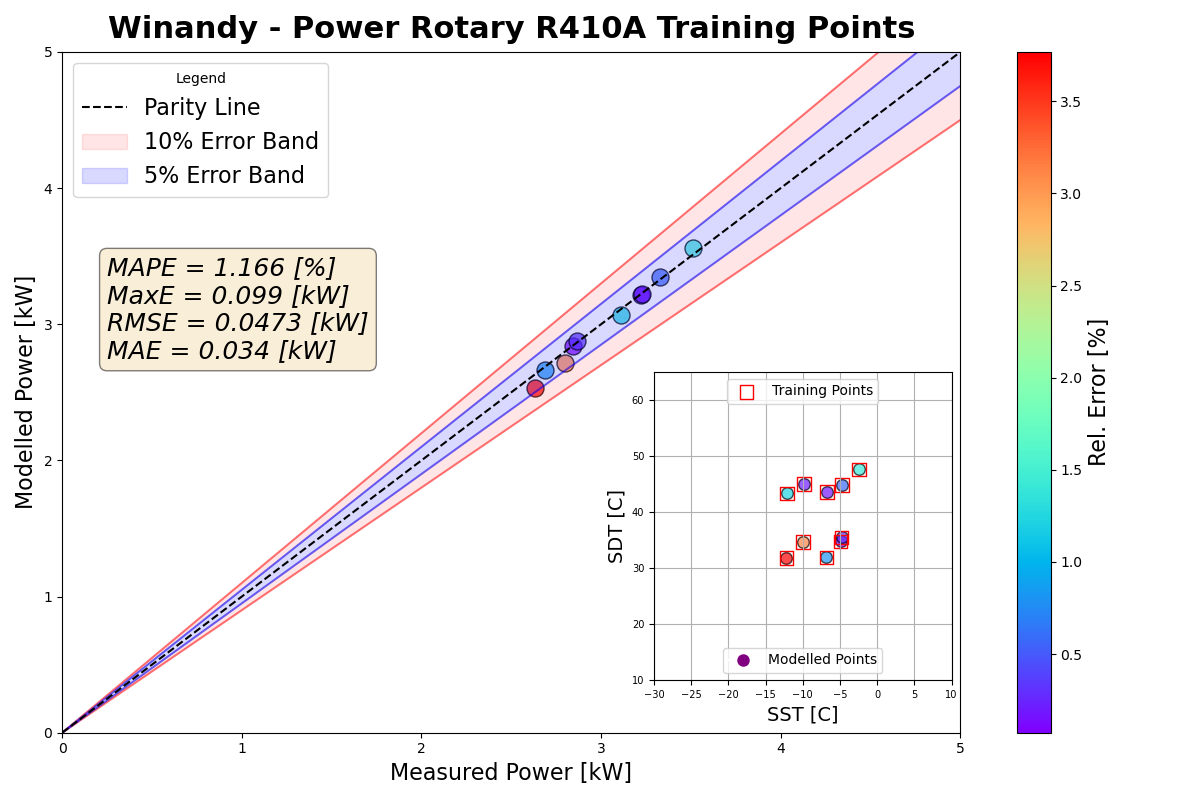 Winandy - Power Rotary R410A Training Points
Legend
Parity Line
10% Error Band
5% Error Band
MAPE = 1.166 [%]
MaxE = 0.099 [kW]
RMSE = 0.0473 [kW]
MAE = 0.034 [kW]
Modelled Power [kW]
5
4
3
2
1
0
0 1 2 3 4 5
Measured Power [kW]
Training Points
Modelled Points
SDT [C]
60
50
40
30
20
10
−30 −25 −20 −15 −10 −5 0 5 10
SST [C]
3.5
3.0
2.5
2.0
1.5
1.0
0.5
Rel. Error [%]